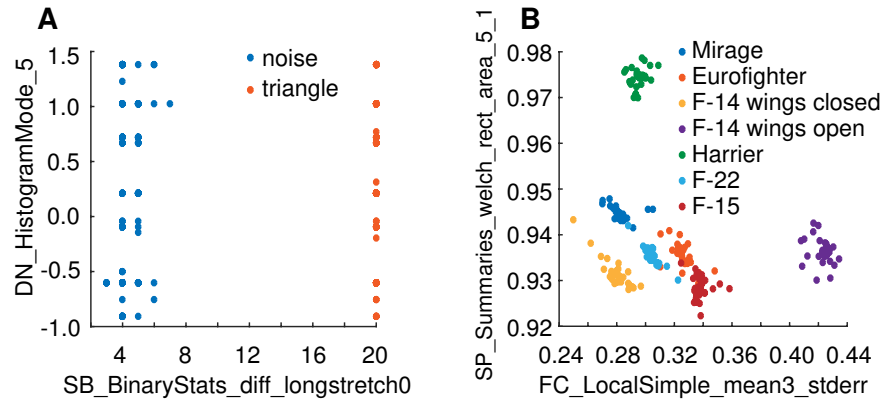 A
DN_HistogramMode_5
1.5
1.0
0.5
0.0
-0.5
-1.0
noise
triangle
4
8
12
16
20
SB_BinaryStats_diff_longstretch0
B
SP_Summaries_welch_rect_area_5_1
0.98
0.97
0.96
0.95
0.94
0.93
0.92
Mirage
Eurofighter
F-14 wings closed
F-14 wings open
Harrier
F-22
F-15
0.24
0.28
0.32
0.36
0.40
0.44
FC_LocalSimple_mean3_stderr